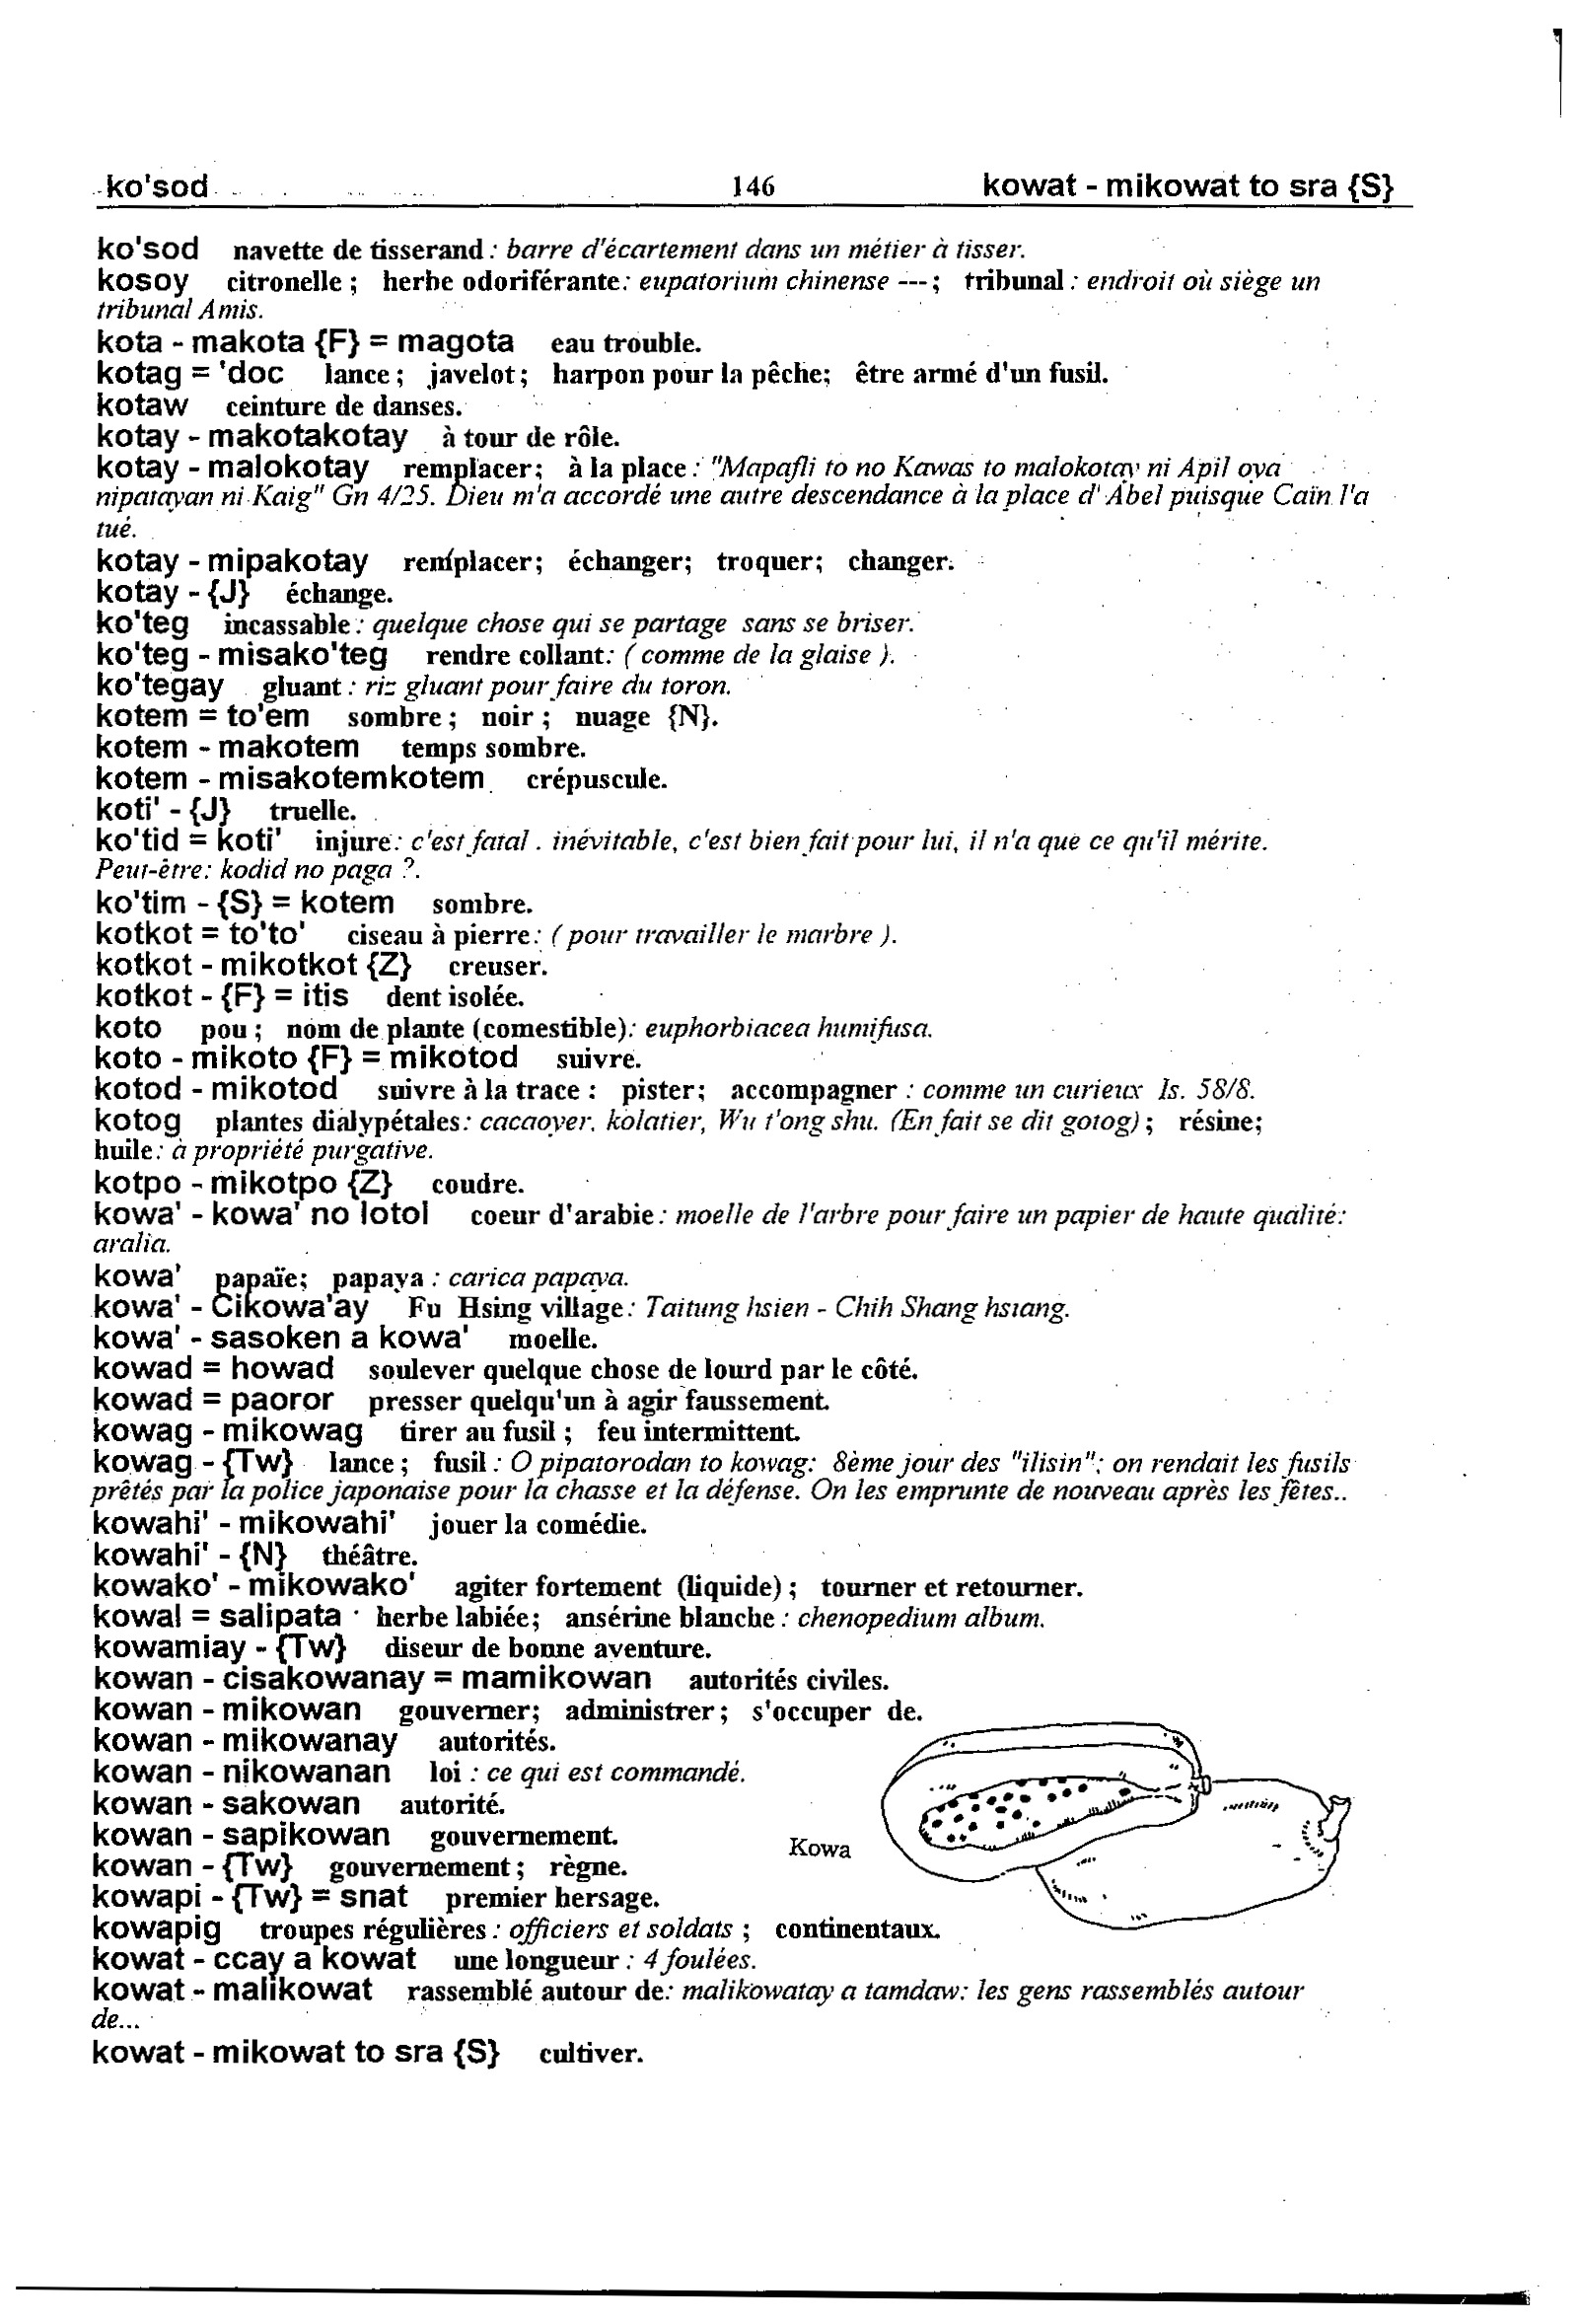 ko'sod 146 kowat - mikowat to sra {S}
ko'sod navette de tisserand : barre d'écartement dans un métier à tisser.
kosoy citronelle ; herbe odoriférante: eupatorium chinense ---; tribunal : endroit où siège un
tribunal Amis.
kota - makota {F} = magota eau trouble.
kotag = 'doc lance ; javelot ; harpon pour la pêche; être armé d'un fusil.
kotaw ceinture de danses.
kotay - makotakotay à tour de rôle.
kotay - malokotay remplacer; à la place : "Mapafli to no Kawas to malokotay ni Apil oya
nipatayan ni Kaig" Gn 4/25. Dieu m'a accordé une autre descendance à la place d' Abel puisque Caïn l'a
tué.
kotay - mipakotay remplacer; échanger; troquer; changer.
kotay - {J} échange.
ko'teg incassable : quelque chose qui se partage sans se briser.
ko'teg - misako'teg rendre collant: ( comme de la glaise ).
ko'tegay gluant : riz gluant pour faire du toron.
kotem = to'em sombre ; noir ; nuage {N}.
kotem - makotem temps sombre.
kotem - misakotemkotem crépuscule.
koti' - {J} truelle.
ko'tid = koti' injure: c'est fatal . inévitable, c'est bien fait pour lui, il n'a que ce qu'il mérite.
Peut-être: kodid no paga ?.
ko'tim - {S} = kotem sombre.
kotkot = to'to' ciseau à pierre: ( pour travailler le marbre ).
kotkot - mikotkot {Z} creuser.
kotkot - {F} = itis dent isolée.
koto pou ; nom de plante (comestible): euphorbiacea humifusa.
koto - mikoto {F} = mikotod suivre.
kotod - mikotod suivre à la trace : pister; accompagner : comme un curieux Is. 58/8.
kotog plantes dialypétales: cacaoyer. kolatier, Wu t'ong shu. (En fait se dit gotog) ; résine;
huile: à propriété purgative.
kotpo - mikotpo {Z} coudre.
kowa' - kowa' no lotol coeur d'arabie : moelle de l'arbre pour faire un papier de haute qualité:
aralia.
kowa' papaïe; papaya : carica papaya.
kowa' - Cikowa'ay Fu Hsing village: Taitung hsien - Chih Shang hsiang.
kowa' - sasoken a kowa' moelle.
kowad = howad soulever quelque chose de lourd par le côté.
kowad = paoror presser quelqu'un à agir faussement.
kowag - mikowag tirer au fusil ; feu intermittent.
kowag - {Tw} lance ; fusil : O pipatorodan to kowag: 8ème jour des "ilisin"; on rendait les fusils
prêtés par la police japonaise pour la chasse et la défense. On les emprunte de nouveau après les fêtes..
kowahi' - mikowahi' jouer la comédie.
kowahi' - {N} théâtre.
kowako' - mikowako' agiter fortement (liquide) ; tourner et retourner.
kowal = salipata herbe labiée; ansérine blanche : chenopedium album.
kowamiay - {Tw} diseur de bonne aventure.
kowan - cisakowanay = mamikowan autorités civiles.
kowan - mikowan gouverner; administrer ; s'occuper de.
kowan - mikowanay autorités.
kowan - nikowanan loi : ce qui est commandé.
kowan - sakowan autorité.
kowan - sapikowan gouvernement.
Kowa
kowan - {Tw} gouvernement ; règne.
kowapi - {Tw} = snat premier hersage.
kowapig troupes régulières : officiers et soldats ; continentaux.
kowat - ccay a kowat une longueur : 4 foulées.
kowat - malikowat rassemblé autour de: malikowatay a tamdaw: les gens rassemblés autour
de...
kowat - mikowat to sra {S} cultiver.